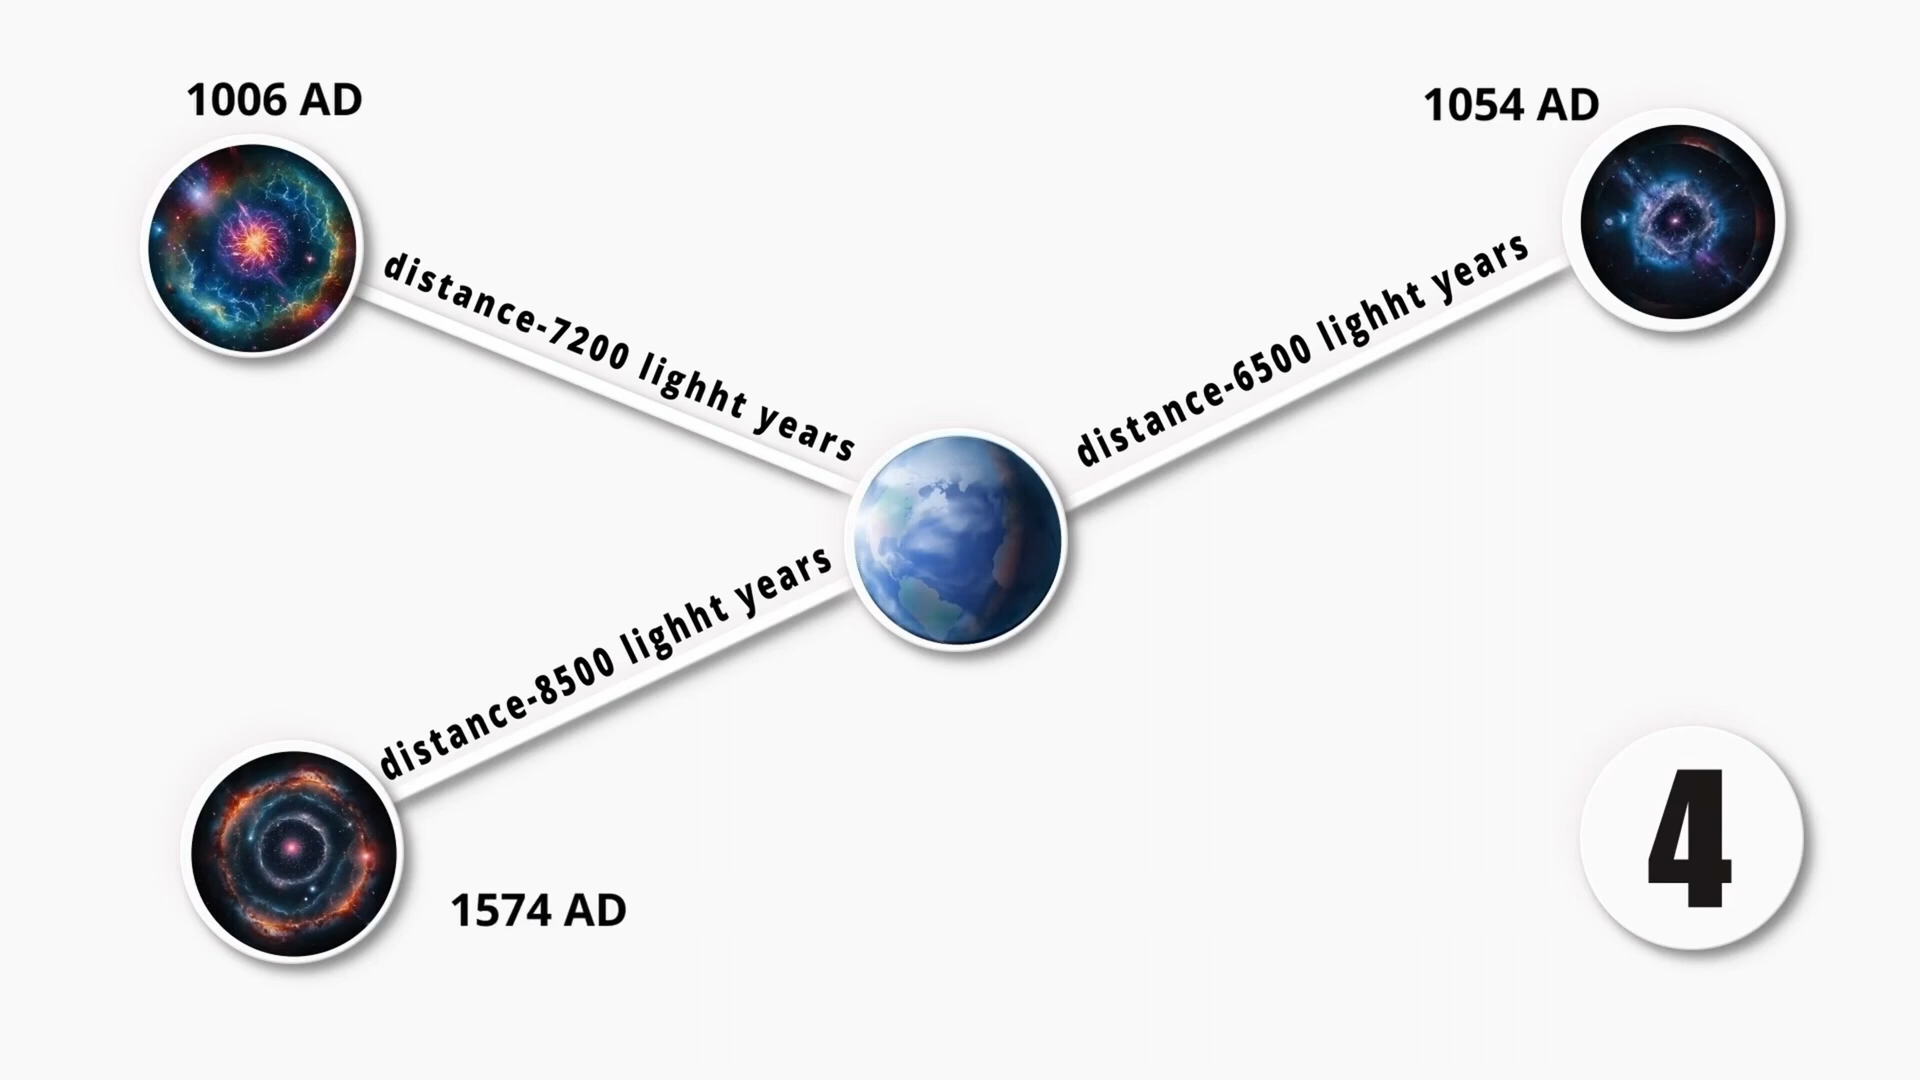 1006 AD
1054 AD
distance-7200 lighht years
distance-6500 lighht years
distance-8500 lighht years
1574 AD
4